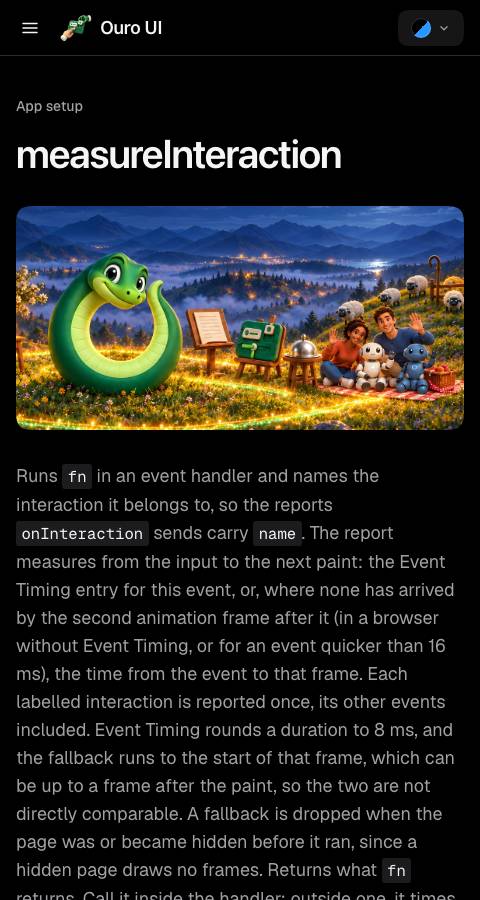 Ouro UI
App setup
measureInteraction
Runs fn in an event handler and names the
interaction it belongs to, so the reports
onInteraction sends carry name. The report
measures from the input to the next paint: the Event
Timing entry for this event, or, where none has arrived
by the second animation frame after it (in a browser
without Event Timing, or for an event quicker than 16
ms), the time from the event to that frame. Each
labelled interaction is reported once, its other events
included. Event Timing rounds a duration to 8 ms, and
the fallback runs to the start of that frame, which can
be up to a frame after the paint, so the two are not
directly comparable. A fallback is dropped when the
page was or became hidden before it ran, since a
hidden page draws no frames. Returns what fn
returns. Call it inside the handler: outside one, it times